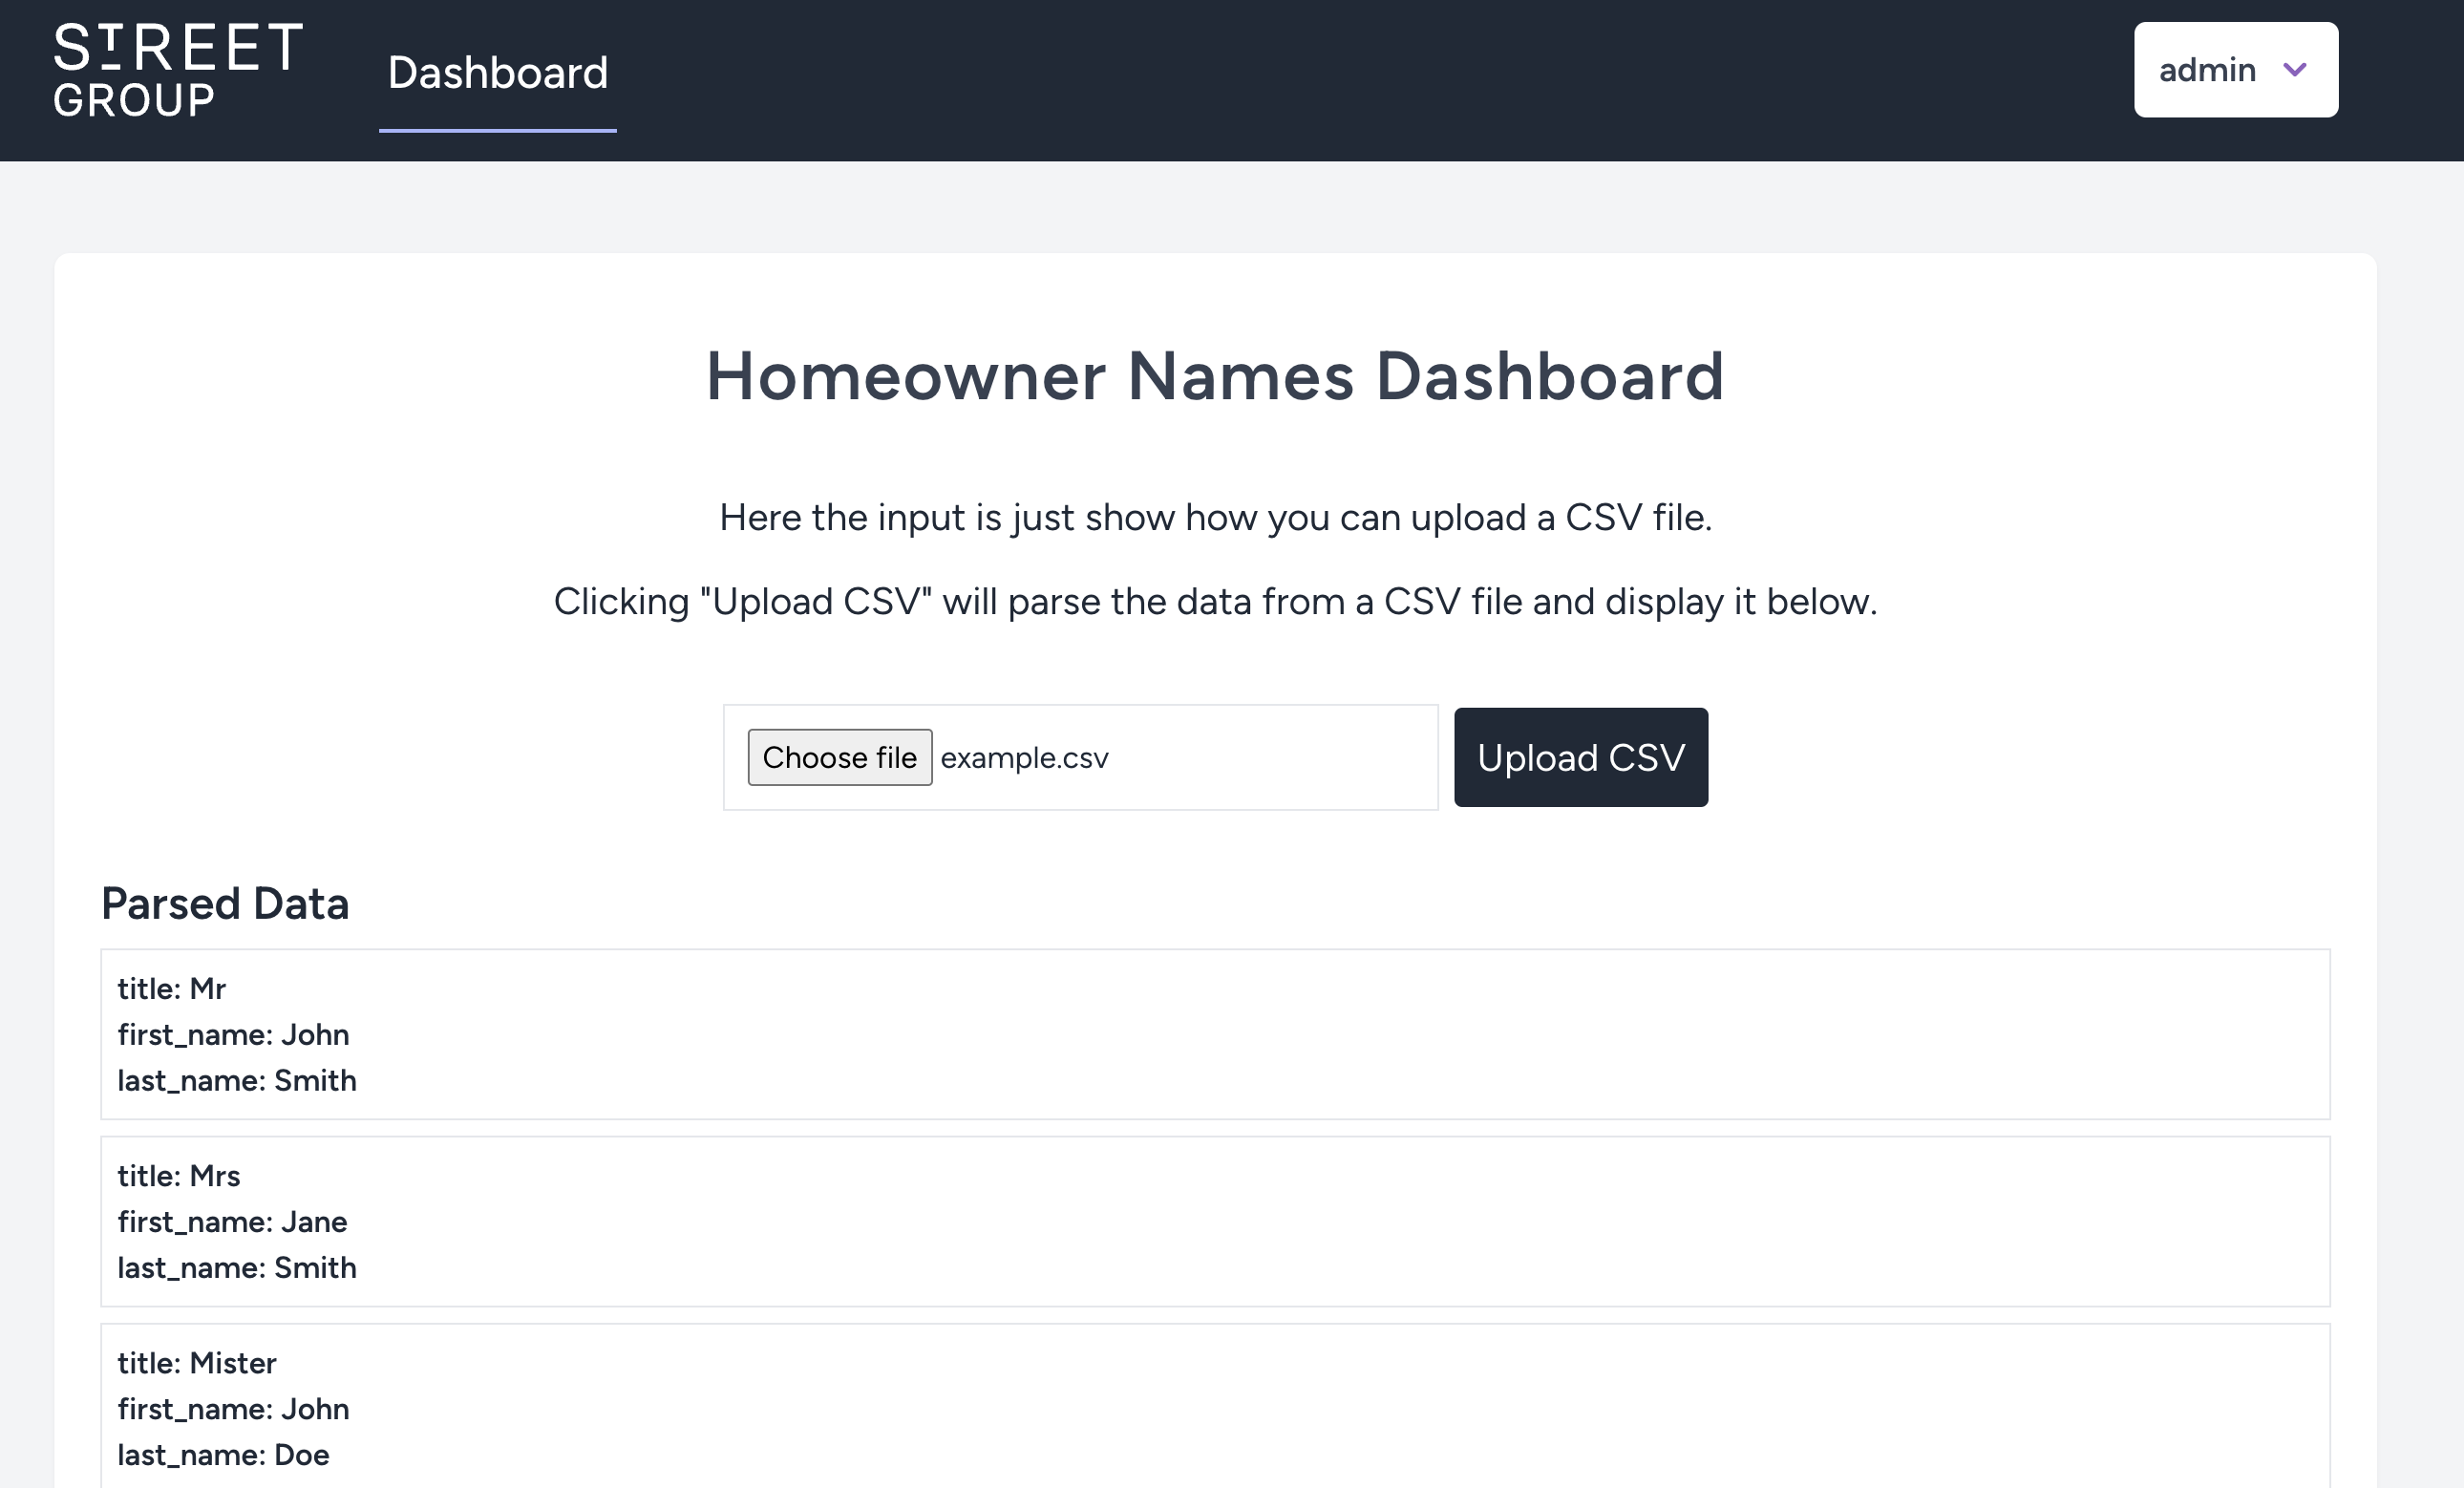 STREET
GROUP
Dashboard
admin
Homeowner Names Dashboard
Here the input is just show how you can upload a CSV file.
Clicking "Upload CSV" will parse the data from a CSV file and display it below.
Choose file example.csv
Upload CSV
Parsed Data
title: Mr
first_name: John
last_name: Smith
title: Mrs
first_name: Jane
last_name: Smith
title: Mister
first_name: John
last_name: Doe